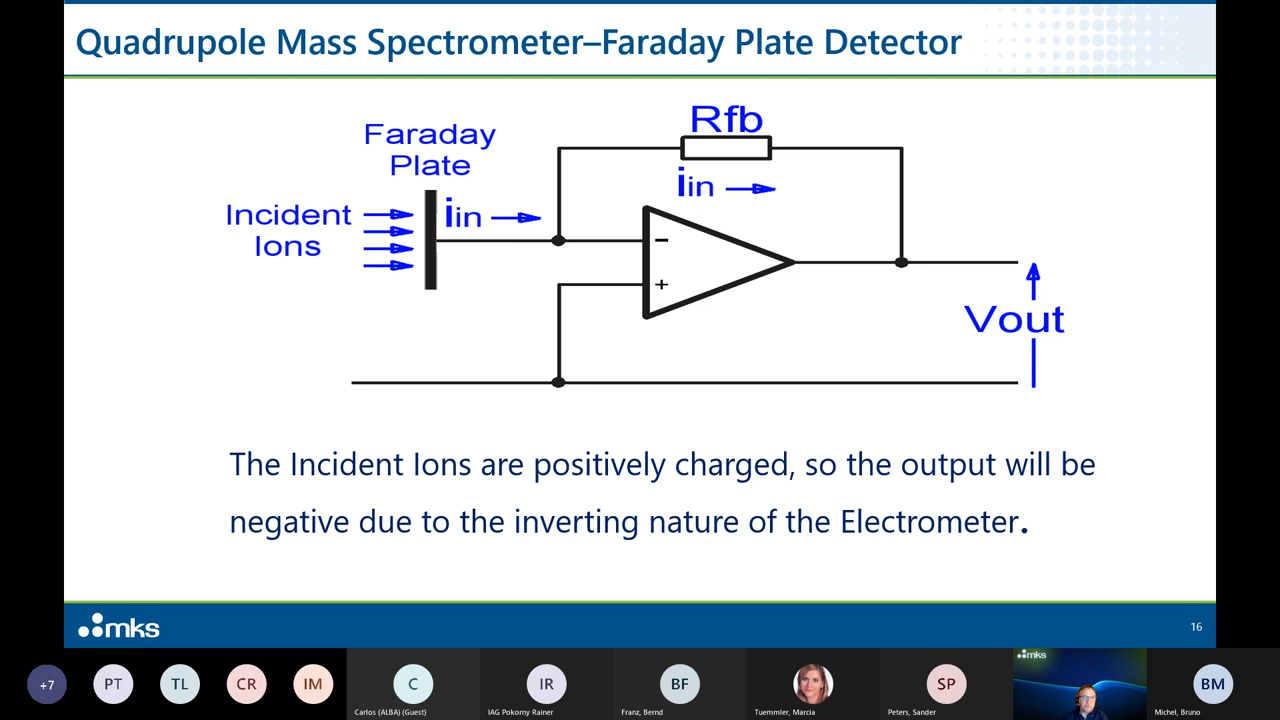 Quadrupole Mass Spectrometer–Faraday Plate Detector
Rfb
Faraday
Plate
iin
Incident
Ions
iin
−
+
Vout
The Incident Ions are positively charged, so the output will be
negative due to the inverting nature of the Electrometer.
mks
16
+7
PT
TL
CR
IM
C
Carlos (ALBA) (Guest)
IR
IAG Pokorny Rainer
BF
Franz, Bernd
Tuemmler, Marcia
SP
Peters, Sander
mks
BM
Michel, Bruno